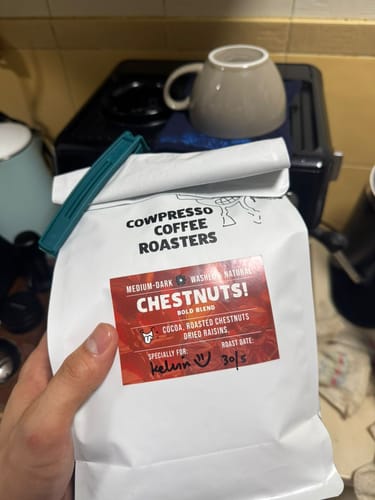 COWPRESSO
COFFEE
ROASTERS
MEDIUM-DARK WASHED & NATURAL
CHESTNUTS!
BOLD BLEND
COCOA, ROASTED CHESTNUTS
DRIED RAISINS.
SPECIALLY FOR: ROAST DATE:
Kelvin 30/5